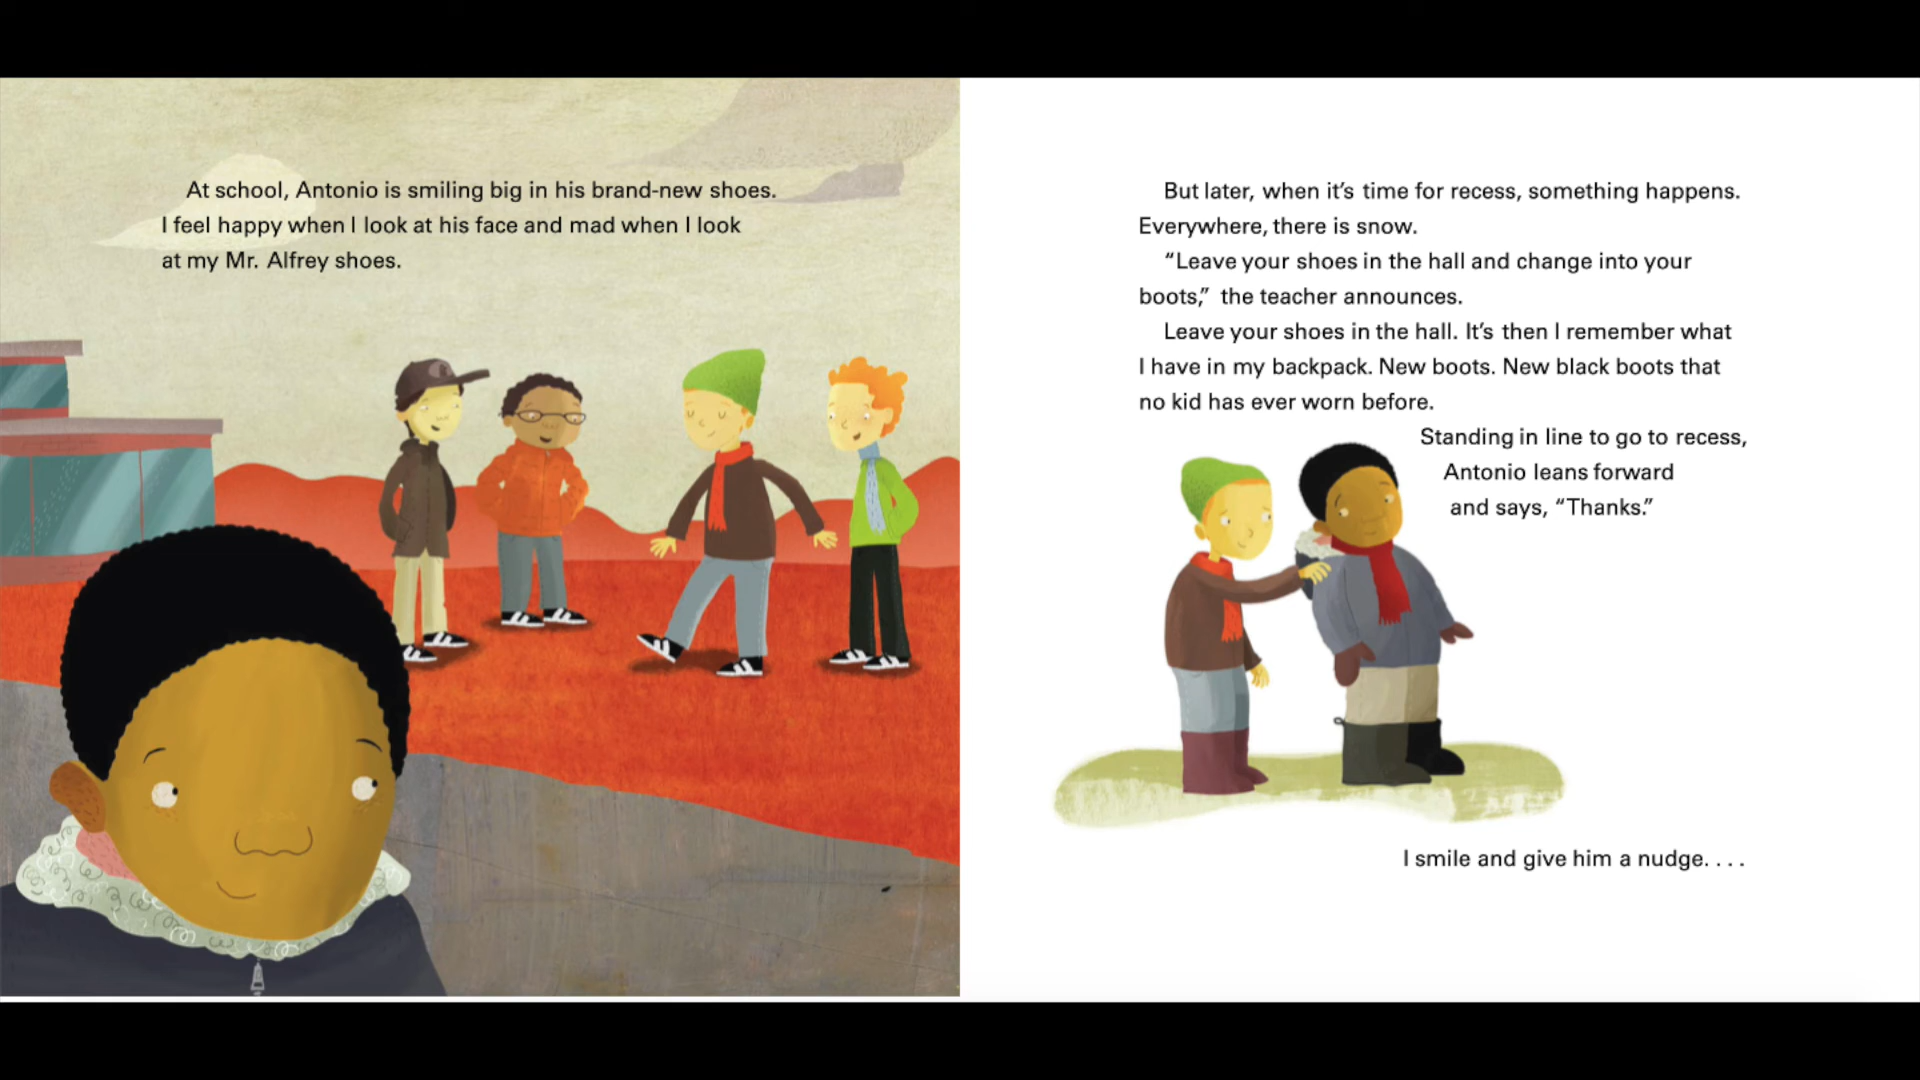 At school, Antonio is smiling big in his brand-new shoes.
I feel happy when I look at his face and mad when I look
at my Mr. Alfrey shoes.
But later, when it’s time for recess, something happens.
Everywhere, there is snow.
“Leave your shoes in the hall and change into your
boots,” the teacher announces.
Leave your shoes in the hall. It’s then I remember what
I have in my backpack. New boots. New black boots that
no kid has ever worn before.
Standing in line to go to recess,
Antonio leans forward
and says, “Thanks.”
I smile and give him a nudge. . . .